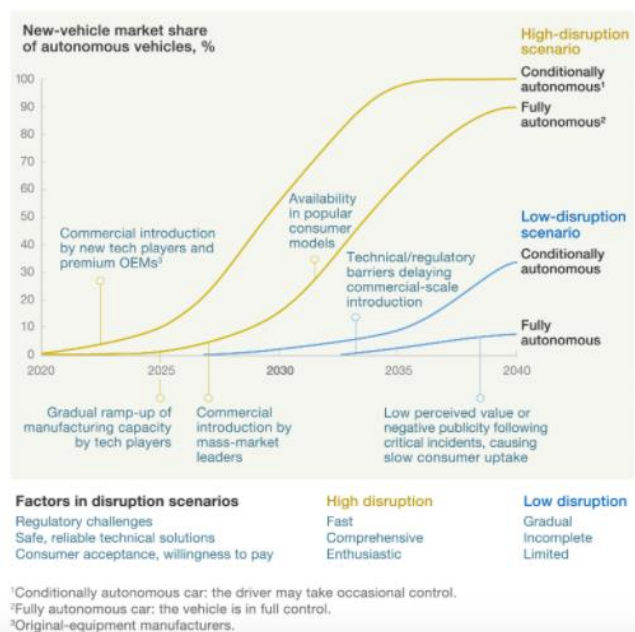 New-vehicle market share
of autonomous vehicles, %
High-disruption
scenario
Conditionally
autonomous¹
Fully
autonomous²
100
90
80
70
60
50
40
30
20
10
0
Commercial introduction
by new tech players and
premium OEMs³
Availability
in popular
consumer
models
Technical/regulatory
barriers delaying
commercial-scale
introduction
Low-disruption
scenario
Conditionally
autonomous
Fully
autonomous
2020 2025 2030 2035 2040
Gradual ramp-up of
manufacturing capacity
by tech players
Commercial
introduction by
mass-market
leaders
Low perceived value or
negative publicity following
critical incidents, causing
slow consumer uptake
Factors in disruption scenarios High disruption Low disruption
Regulatory challenges Fast Gradual
Safe, reliable technical solutions Comprehensive Incomplete
Consumer acceptance, willingness to pay Enthusiastic Limited
¹Conditionally autonomous car: the driver may take occasional control.
²Fully autonomous car: the vehicle is in full control.
³Original-equipment manufacturers.